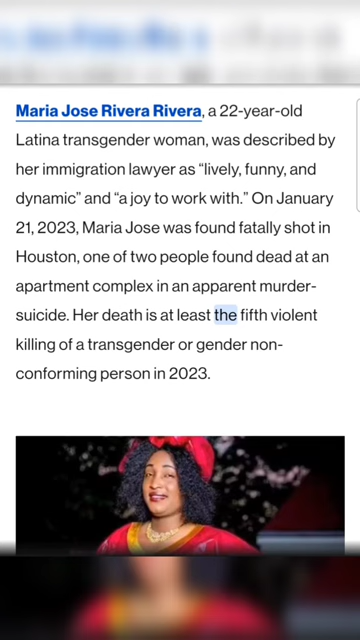 Maria Jose Rivera Rivera, a 22-year-old
Latina transgender woman, was described by
her immigration lawyer as “lively, funny, and
dynamic” and “a joy to work with.” On January
21, 2023, Maria Jose was found fatally shot in
Houston, one of two people found dead at an
apartment complex in an apparent murder-
suicide. Her death is at least the fifth violent
killing of a transgender or gender non-
conforming person in 2023.